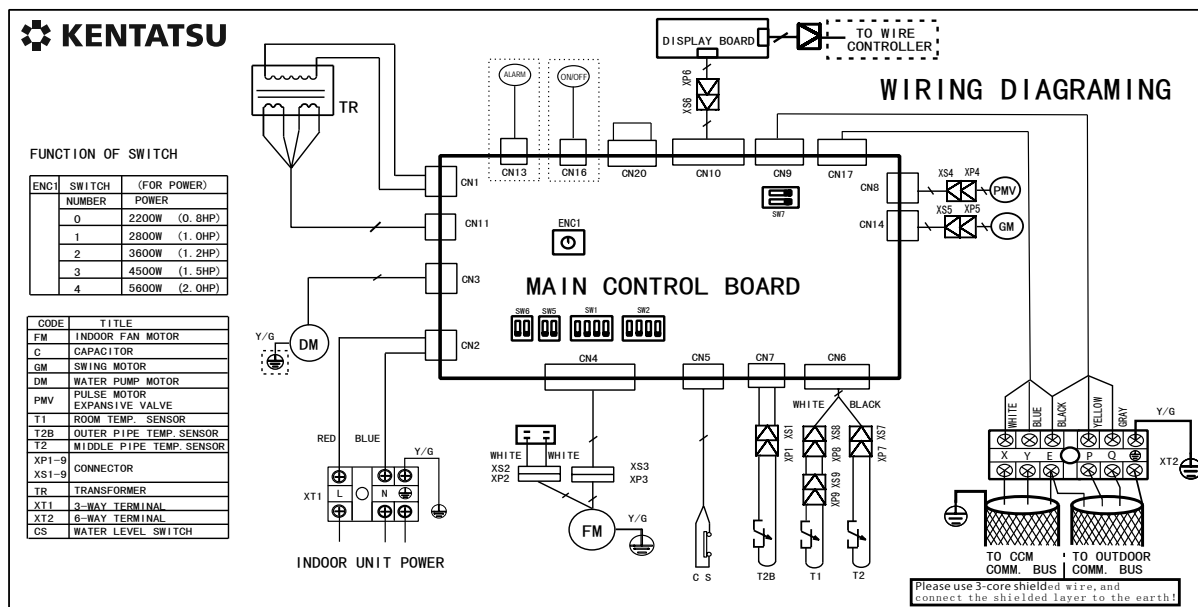 KENTATSU
WIRING DIAGRAMING
TR
ALARM
ON/OFF
DISPLAY BOARD
TO WIRE
CONTROLLER
XP6
XS6
CN13
CN16
CN20
CN10
CN9
CN17
FUNCTION OF SWITCH
ENC1 SWITCH (FOR POWER)
NUMBER POWER
0 2200W (0.8HP)
1 2800W (1.0HP)
2 3600W (1.2HP)
3 4500W (1.5HP)
4 5600W (2.0HP)
CODE TITLE
FM INDOOR FAN MOTOR
C CAPACITOR
GM SWING MOTOR
DM WATER PUMP MOTOR
PMV PULSE MOTOR
EXPANSIVE VALVE
T1 ROOM TEMP. SENSOR
T2B OUTER PIPE TEMP. SENSOR
T2 MIDDLE PIPE TEMP. SENSOR
XP1-9
XS1-9 CONNECTOR
TR TRANSFORMER
XT1 3-WAY TERMINAL
XT2 6-WAY TERMINAL
CS WATER LEVEL SWITCH
CN1
CN11
CN3
CN2
ENC1
SW7
CN8
CN14
XS4 XP4
PMV
XS5 XP5
GM
MAIN CONTROL BOARD
SW6 SW5 SW1 SW2
CN4
CN5
CN7
CN6
Y/G
DM
RED BLUE
Y/G
XT1 L N
INDOOR UNIT POWER
WHITE WHITE
XS2
XP2
XS3
XP3
FM
Y/G
C S
XS1
XP1
T2B
WHITE BLACK
XS8
XP8
XS9
XP9
T1
XS7
XP7
T2
WHITE
BLUE
BLACK
YELLOW
GRAY
Y/G
X Y E P Q
XT2
TO CCM
COMM. BUS
TO OUTDOOR
COMM. BUS
Please use 3-core shielded wire, and
connect the shielded layer to the earth!